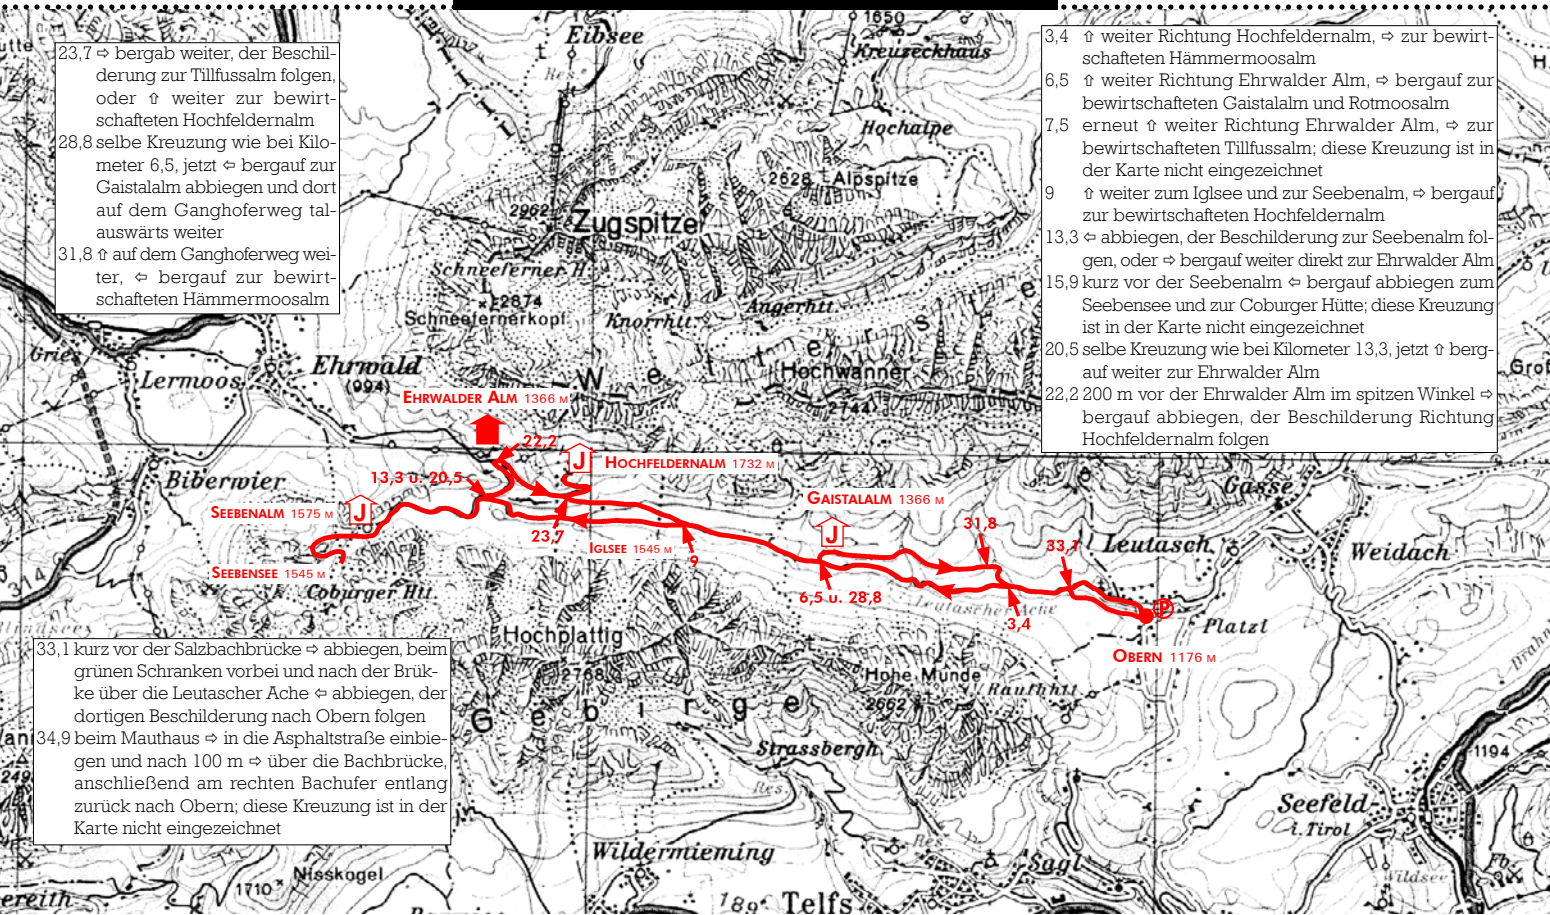 23,7 ⇨ bergab weiter, der Beschil-
derung zur Tillfussalm folgen,
oder ⇧ weiter zur bewirt-
schafteten Hochfeldernalm
28,8 selbe Kreuzung wie bei Kilo-
meter 6,5, jetzt ⇦ bergauf zur
Gaistalalm abbiegen und dort
auf dem Ganghoferweg tal-
auswärts weiter
31,8 ⇧ auf dem Ganghoferweg wei-
ter, ⇦ bergauf zur bewirt-
schafteten Hämmermoosalm
3,4 ⇧ weiter Richtung Hochfeldernalm, ⇨ zur bewirt-
schafteten Hämmermoosalm
6,5 ⇧ weiter Richtung Ehrwalder Alm, ⇨ bergauf zur
bewirtschafteten Gaistalalm und Rotmoosalm
7,5 erneut ⇧ weiter Richtung Ehrwalder Alm, ⇨ zur
bewirtschafteten Tillfussalm; diese Kreuzung ist in
der Karte nicht eingezeichnet
9 ⇧ weiter zum Iglsee und zur Seebenalm, ⇨ bergauf
zur bewirtschafteten Hochfeldernalm
13,3 ⇦ abbiegen, der Beschilderung zur Seebenalm fol-
gen, oder ⇨ bergauf weiter direkt zur Ehrwalder Alm
15,9 kurz vor der Seebenalm ⇦ bergauf abbiegen zum
Seebensee und zur Coburger Hütte; diese Kreuzung
ist in der Karte nicht eingezeichnet
20,5 selbe Kreuzung wie bei Kilometer 13,3, jetzt ⇧ berg-
auf weiter zur Ehrwalder Alm
22,2 200 m vor der Ehrwalder Alm im spitzen Winkel ⇨
bergauf abbiegen, der Beschilderung Richtung
Hochfeldernalm folgen
Eibsee
1650
Kreuzeckhaus
Hochalpe
2628 Alpspitze
2962
Zugspitze
Schneeferner H.
2874
Schneefernerkopf
Knorrhtt.
Angerhtt.
Gries
Ehrwald
(994)
Lermoos
Hochwanner
2744
W e t t e r s t e
EHRWALDER ALM 1366 M
22,2
J
HOCHFELDERNALM 1732 M
Biberwier
13,3 u. 20,5
SEEBENALM 1575 M
J
GAISTALALM 1366 M
Gasse
23,7
IGLSEE 1545 M
9
J
31,8
33,1
Leutasch
Weidach
SEEBENSEE 1545 M
Coburger Htt.
6,5 u. 28,8
Leutascher Ache
3,4
P
Platzl
OBERN 1176 M
314
Hochplattig
2768
Hohe Munde
2662
Rauthhtt.
G e b i r g e
Strassbergh.
33,1 kurz vor der Salzbachbrücke ⇨ abbiegen, beim
grünen Schranken vorbei und nach der Brük-
ke über die Leutascher Ache ⇦ abbiegen, der
dortigen Beschilderung nach Obern folgen
34,9 beim Mauthaus ⇨ in die Asphaltstraße einbie-
gen und nach 100 m ⇨ über die Bachbrücke,
anschließend am rechten Bachufer entlang
zurück nach Obern; diese Kreuzung ist in der
Karte nicht eingezeichnet
1194
Seefeld
i. Tirol
Wildermieming
Sagl
Wildsee
Nisskogel
1710
Telfs